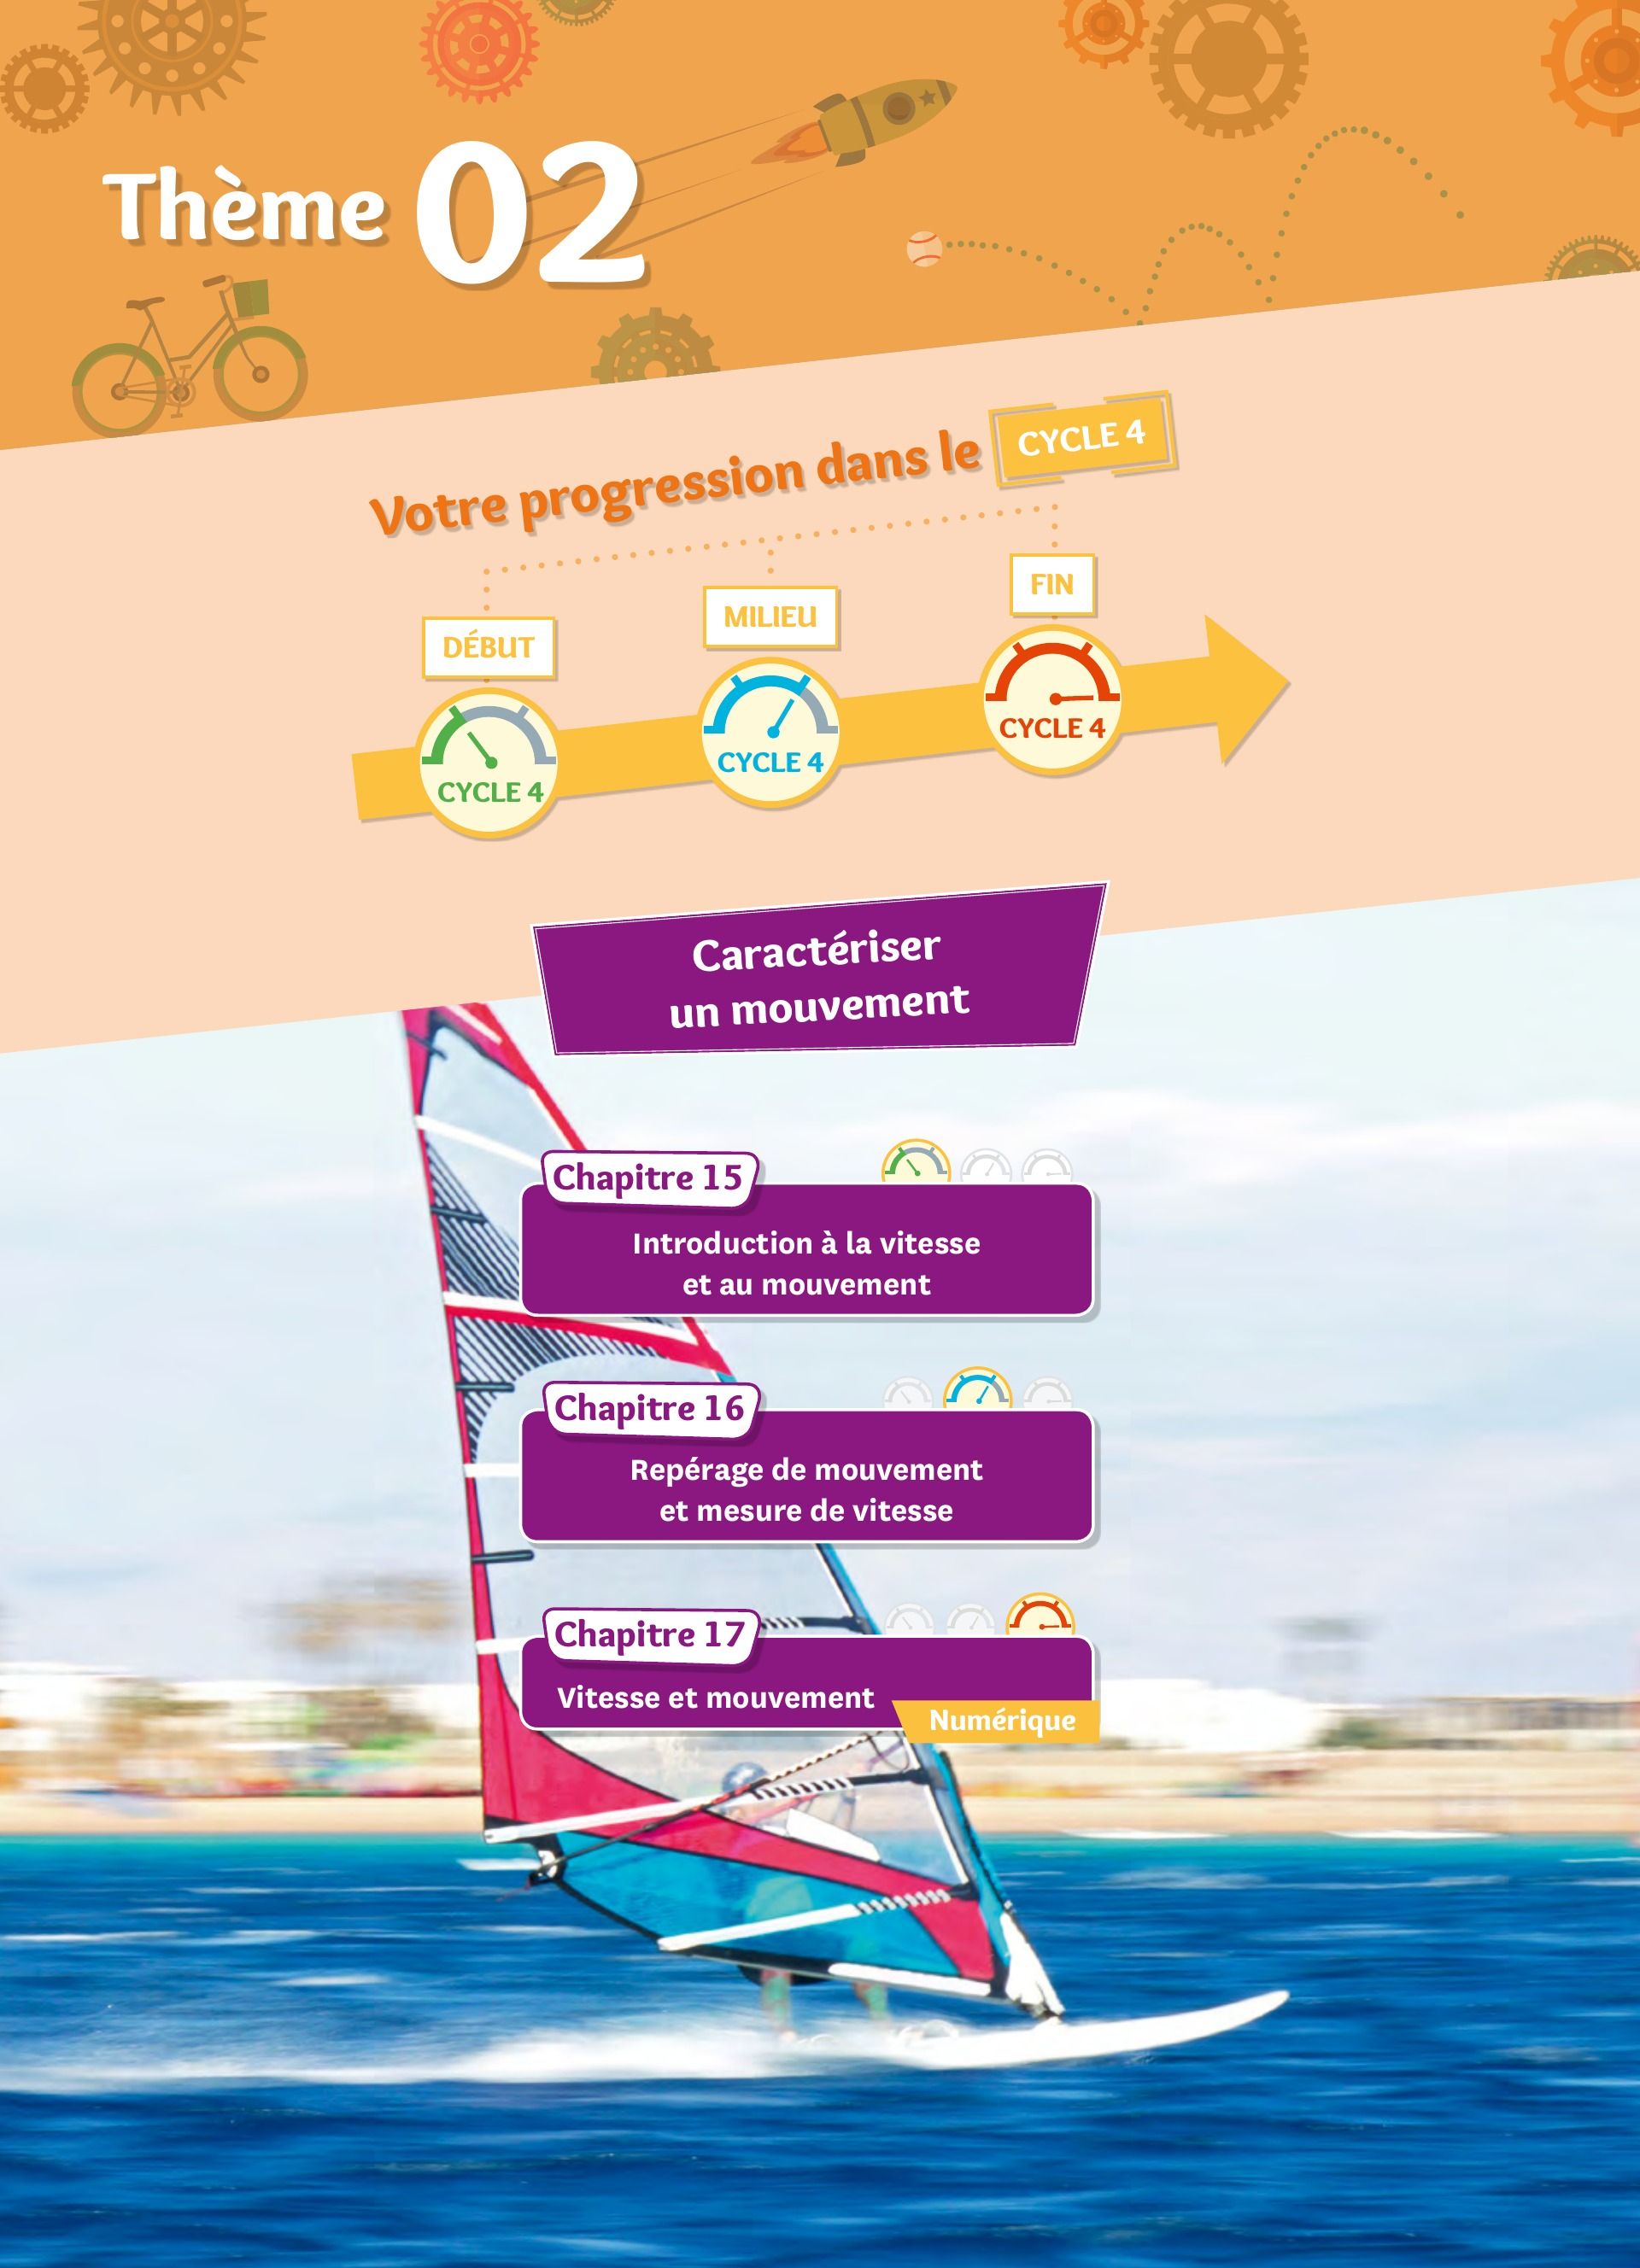 Thème 02
Votre progression dans le CYCLE 4
DÉBUT
MILIEU
FIN
CYCLE 4
CYCLE 4
CYCLE 4
Caractériser
un mouvement
Chapitre 15
Introduction à la vitesse
et au mouvement
Chapitre 16
Repérage de mouvement
et mesure de vitesse
Chapitre 17
Vitesse et mouvement
Numérique